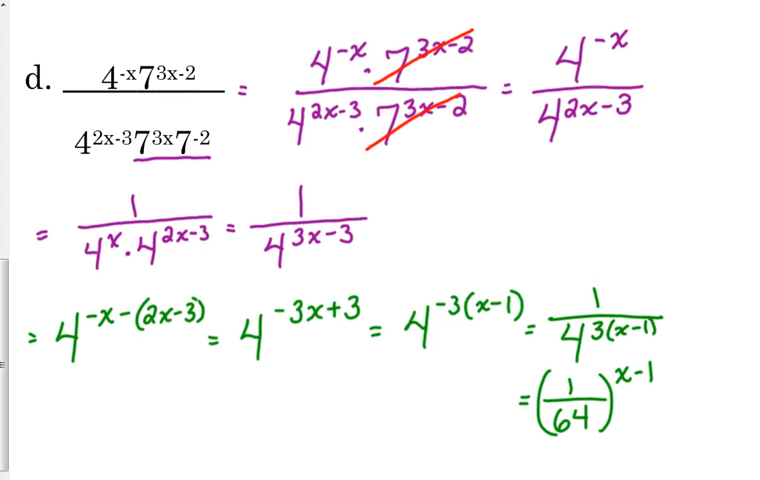 d. 4^{-x}7^{3x-2} / 4^{2x-3}7^{3x}7^{-2} = 4^{-x} · 7^{3x-2} / 4^{2x-3} · 7^{3x-2} = 4^{-x} / 4^{2x-3}
= 1 / 4^{x} · 4^{2x-3} = 1 / 4^{3x-3}
= 4^{-x-(2x-3)} = 4^{-3x+3} = 4^{-3(x-1)} = 1 / 4^{3(x-1)}
= (1/64)^{x-1}